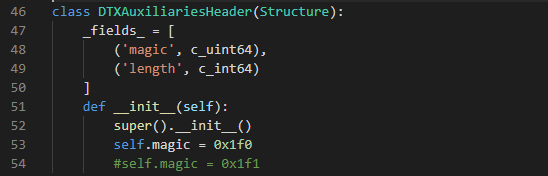 46 class DTXAuxiliariesHeader(Structure):
47     _fields_ = [
48         ('magic', c_uint64),
49         ('length', c_int64)
50     ]
51     def __init__(self):
52         super().__init__()
53         self.magic = 0x1f0
54         #self.magic = 0x1f1